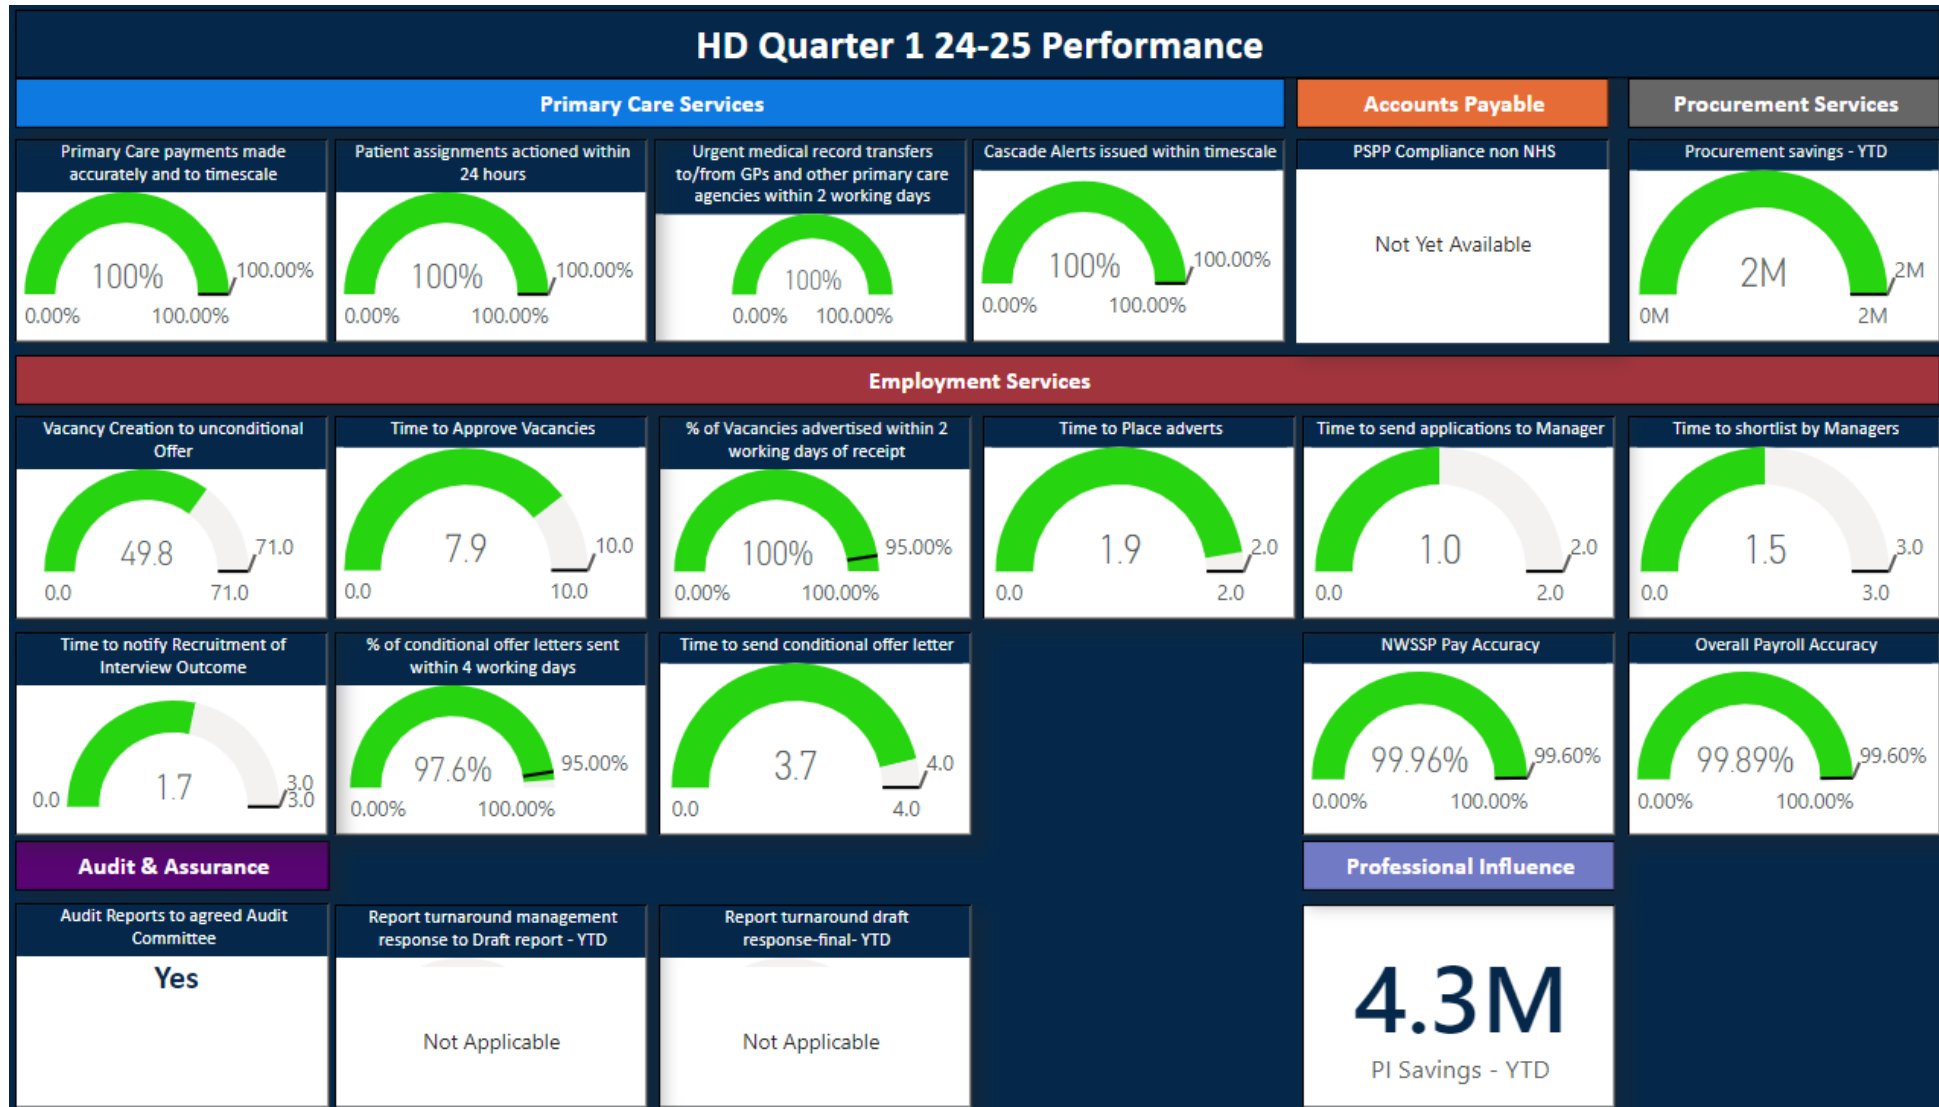 HD Quarter 1 24-25 Performance
Primary Care Services
Accounts Payable
Procurement Services
Primary Care payments made
accurately and to timescale
100%
100.00%
0.00%
100.00%
Patient assignments actioned within
24 hours
100%
100.00%
0.00%
100.00%
Urgent medical record transfers
to/from GPs and other primary care
agencies within 2 working days
100%
0.00%
100.00%
Cascade Alerts issued within timescale
100%
100.00%
0.00%
100.00%
PSPP Compliance non NHS
Not Yet Available
Procurement savings - YTD
2M
2M
0M
2M
Employment Services
Vacancy Creation to unconditional
Offer
49.8
71.0
0.0
71.0
Time to Approve Vacancies
7.9
10.0
0.0
10.0
% of Vacancies advertised within 2
working days of receipt
100%
95.00%
0.00%
100.00%
Time to Place adverts
1.9
2.0
0.0
2.0
Time to send applications to Manager
1.0
2.0
0.0
2.0
Time to shortlist by Managers
1.5
3.0
0.0
3.0
Time to notify Recruitment of
Interview Outcome
1.7
3.0
0.0
3.0
% of conditional offer letters sent
within 4 working days
97.6%
95.00%
0.00%
100.00%
Time to send conditional offer letter
3.7
4.0
0.0
4.0
NWSSP Pay Accuracy
99.96%
99.60%
0.00%
100.00%
Overall Payroll Accuracy
99.89%
99.60%
0.00%
100.00%
Audit & Assurance
Professional Influence
Audit Reports to agreed Audit
Committee
Yes
Report turnaround management
response to Draft report - YTD
Not Applicable
Report turnaround draft
response-final- YTD
Not Applicable
4.3M
PI Savings - YTD